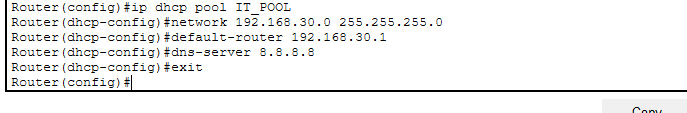 Router(config)#ip dhcp pool IT_POOL
Router(dhcp-config)#network 192.168.30.0 255.255.255.0
Router(dhcp-config)#default-router 192.168.30.1
Router(dhcp-config)#dns-server 8.8.8.8
Router(dhcp-config)#exit
Router(config)#
Copy